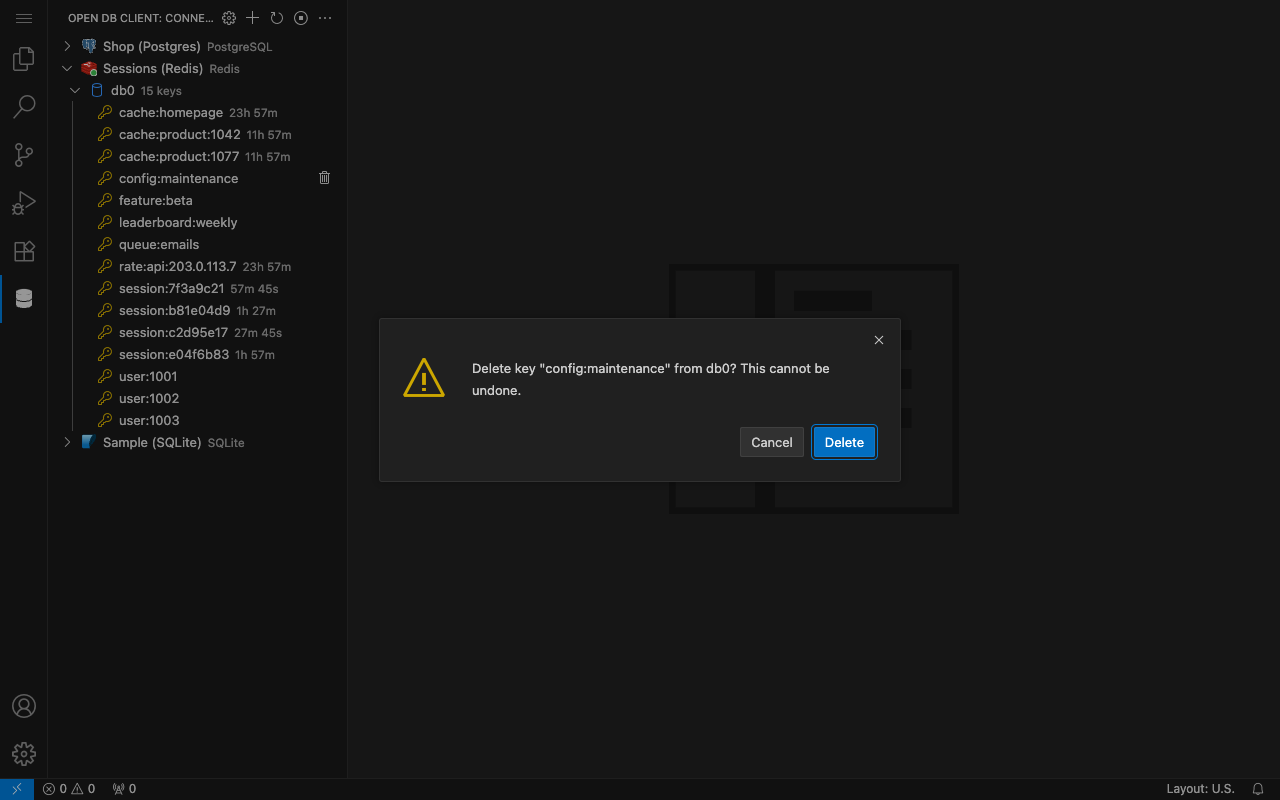 OPEN DB CLIENT: CONNE...
Shop (Postgres) PostgreSQL
Sessions (Redis) Redis
db0 15 keys
cache:homepage 23h 57m
cache:product:1042 11h 57m
cache:product:1077 11h 57m
config:maintenance
feature:beta
leaderboard:weekly
queue:emails
rate:api:203.0.113.7 23h 57m
session:7f3a9c21 57m 45s
session:b81e04d9 1h 27m
session:c2d95e17 27m 45s
session:e04f6b83 1h 57m
user:1001
user:1002
user:1003
Sample (SQLite) SQLite
Delete key "config:maintenance" from db0? This cannot be
undone.
Cancel Delete
0 0 0 Layout: U.S.